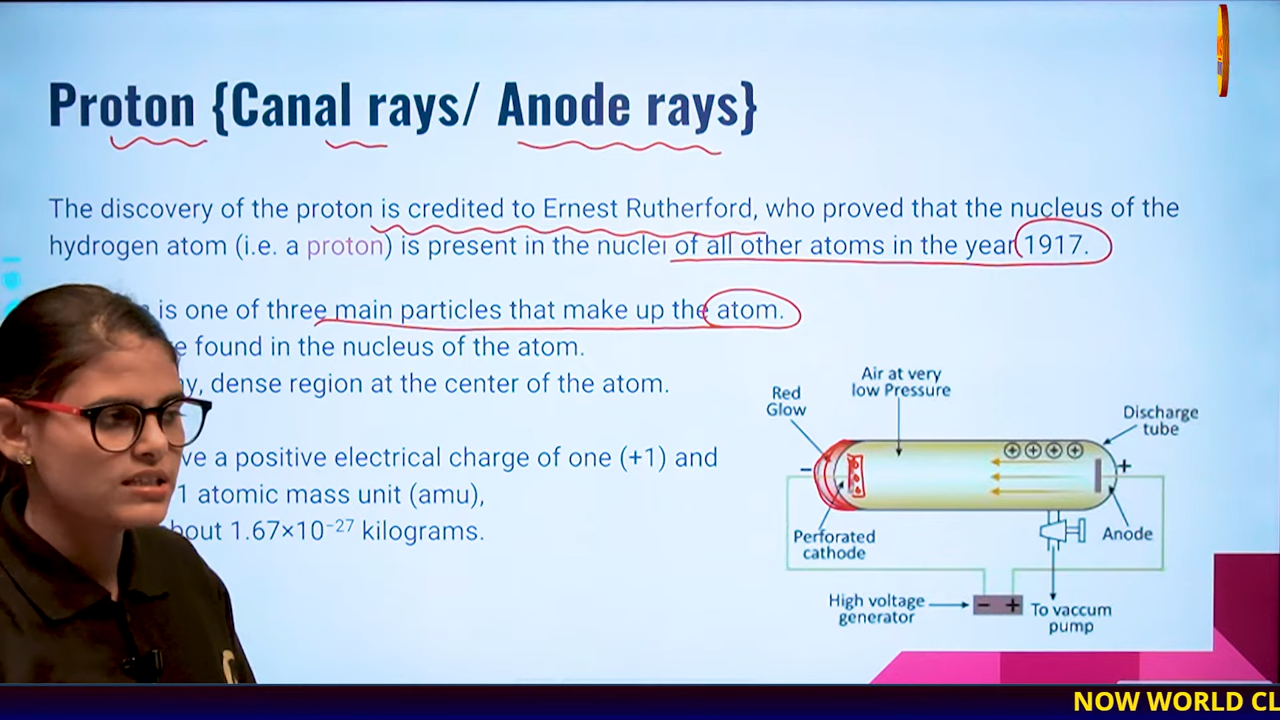 Proton {Canal rays/ Anode rays}
The discovery of the proton is credited to Ernest Rutherford, who proved that the nucleus of the
hydrogen atom (i.e. a proton) is present in the nuclei of all other atoms in the year 1917.
is one of three main particles that make up the atom.
found in the nucleus of the atom.
dense region at the center of the atom.
a positive electrical charge of one (+1) and
1 atomic mass unit (amu),
1.67×10⁻²⁷ kilograms.
Air at very
low Pressure
Red
Glow
Discharge
tube
⊕⊕⊕⊕
−
+
Perforated
cathode
Anode
High voltage
generator
− +
To vaccum
pump
NOW WORLD CL